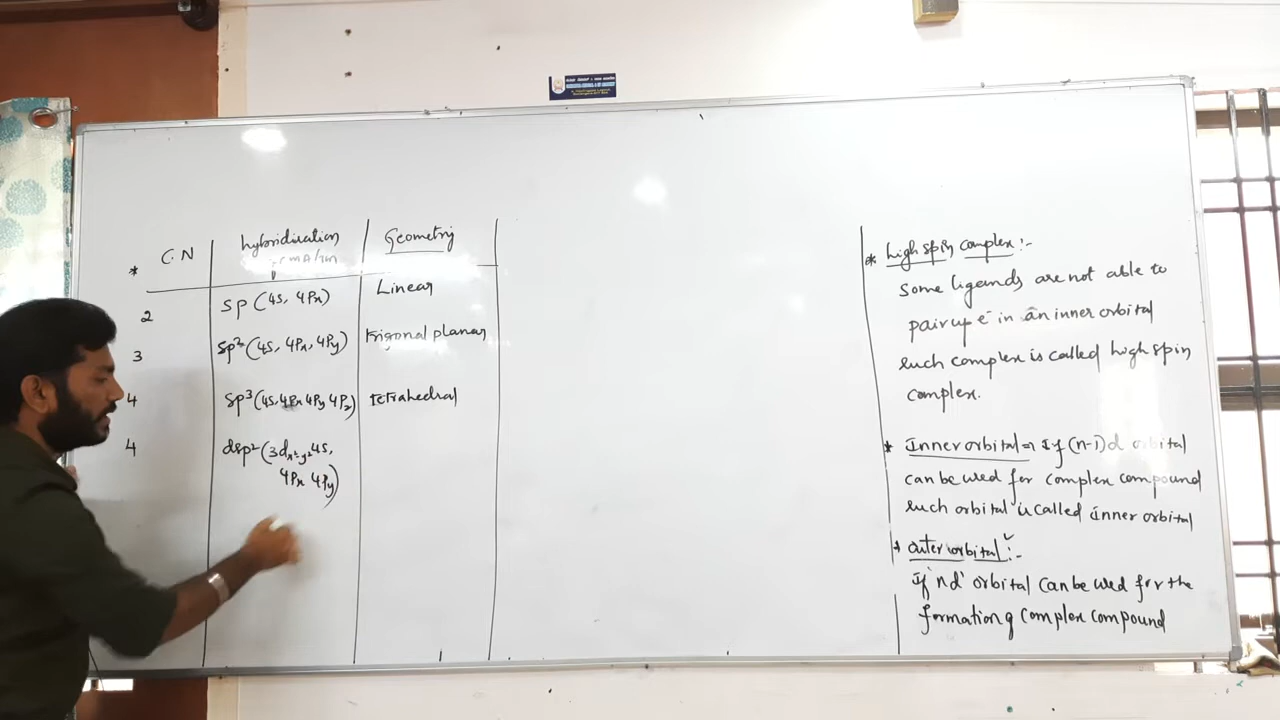 * C.N hybridisation Geometry
2 sp (4s, 4Px) Linear
3 sp² (4s, 4Px, 4Py) trigonal planar
4 sp³ (4s, 4Px 4Py 4Pz) tetrahedral
4 dsp² (3dx²-y² 4s,
4Px 4Py)
* high spin complex :-
Some ligands are not able to
pair up e⁻ in an inner orbital
such complex is called high spin
complex.
* Inner orbital = If (n-1)d orbital
can be used for complex compound
such orbital is called inner orbital
* outer orbital :-
If 'nd' orbital can be used for the
formation of complex compound